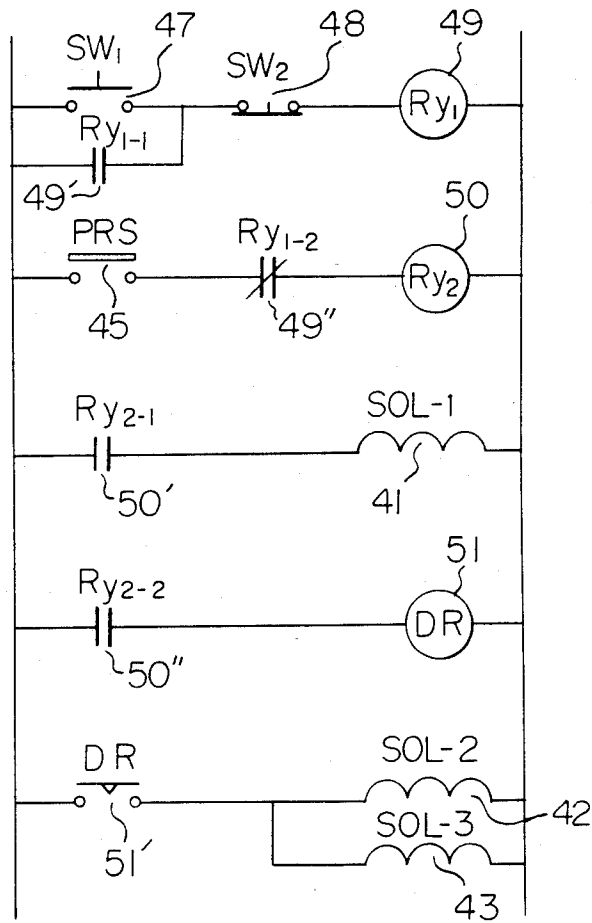 47 48 49
SW₁ SW₂
Ry₁
Ry₁₋₁
49′
PRS Ry₁₋₂ 50
Ry₂
45 49″
Ry₂₋₁ SOL-1
50′ 41
Ry₂₋₂ 51
DR
50″
DR SOL-2
51′ 42
SOL-3
43